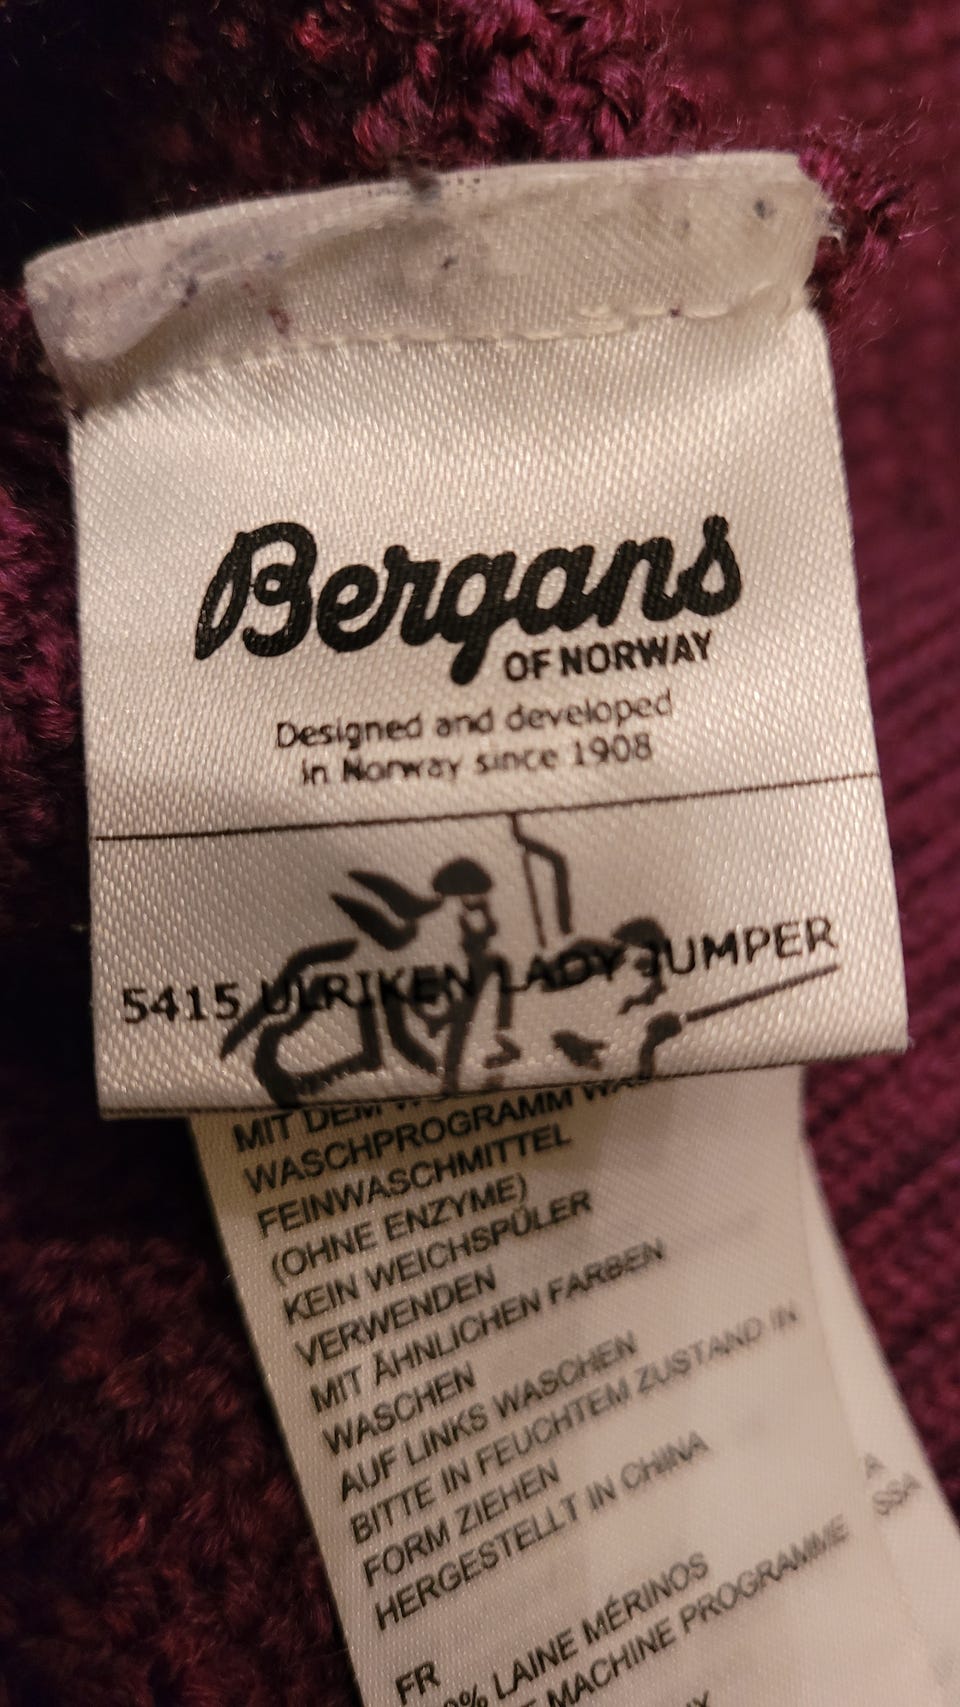 Bergans
OF NORWAY
Designed and developed
in Norway since 1908
5415 ULRIKEN LADY JUMPER
MIT DEM
WASCHPROGRAMM
FEINWASCHMITTEL
(OHNE ENZYME)
KEIN WEICHSPÜLER
VERWENDEN
MIT ÄHNLICHEN FARBEN
WASCHEN
AUF LINKS WASCHEN
BITTE IN FEUCHTEM ZUSTAND IN
FORM ZIEHEN
HERGESTELLT IN CHINA
FR
LAINE MÉRINOS
MACHINE PROGRAMME